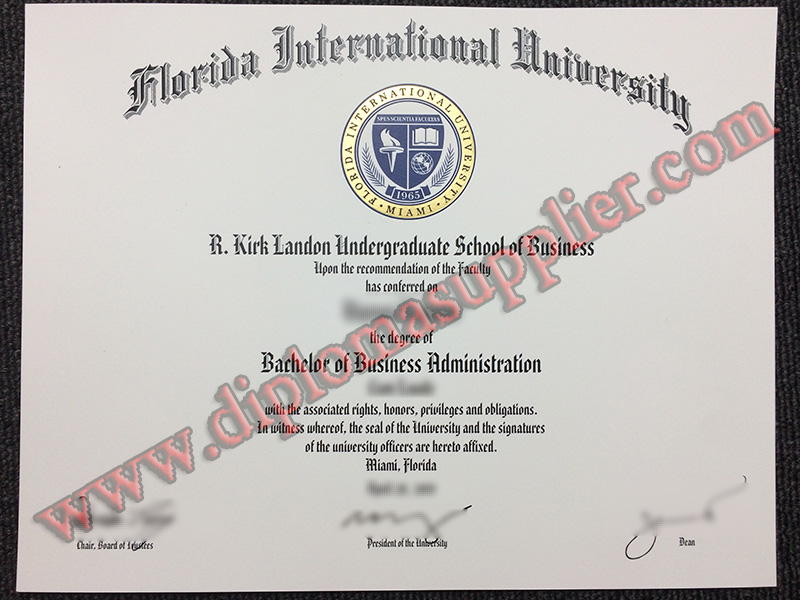 Florida International University
FLORIDA INTERNATIONAL UNIVERSITY
SPES SCIENTIA FACULTAS
1965
MIAMI
R. Kirk Landon Undergraduate School of Business
Upon the recommendation of the Faculty
has conferred on
the degree of
Bachelor of Business Administration
with the associated rights, honors, privileges and obligations.
In witness whereof, the seal of the University and the signatures
of the university officers are hereto affixed.
Miami, Florida
Chair, Board of Trustees
President of the University
Dean
www.diplomasupplier.com